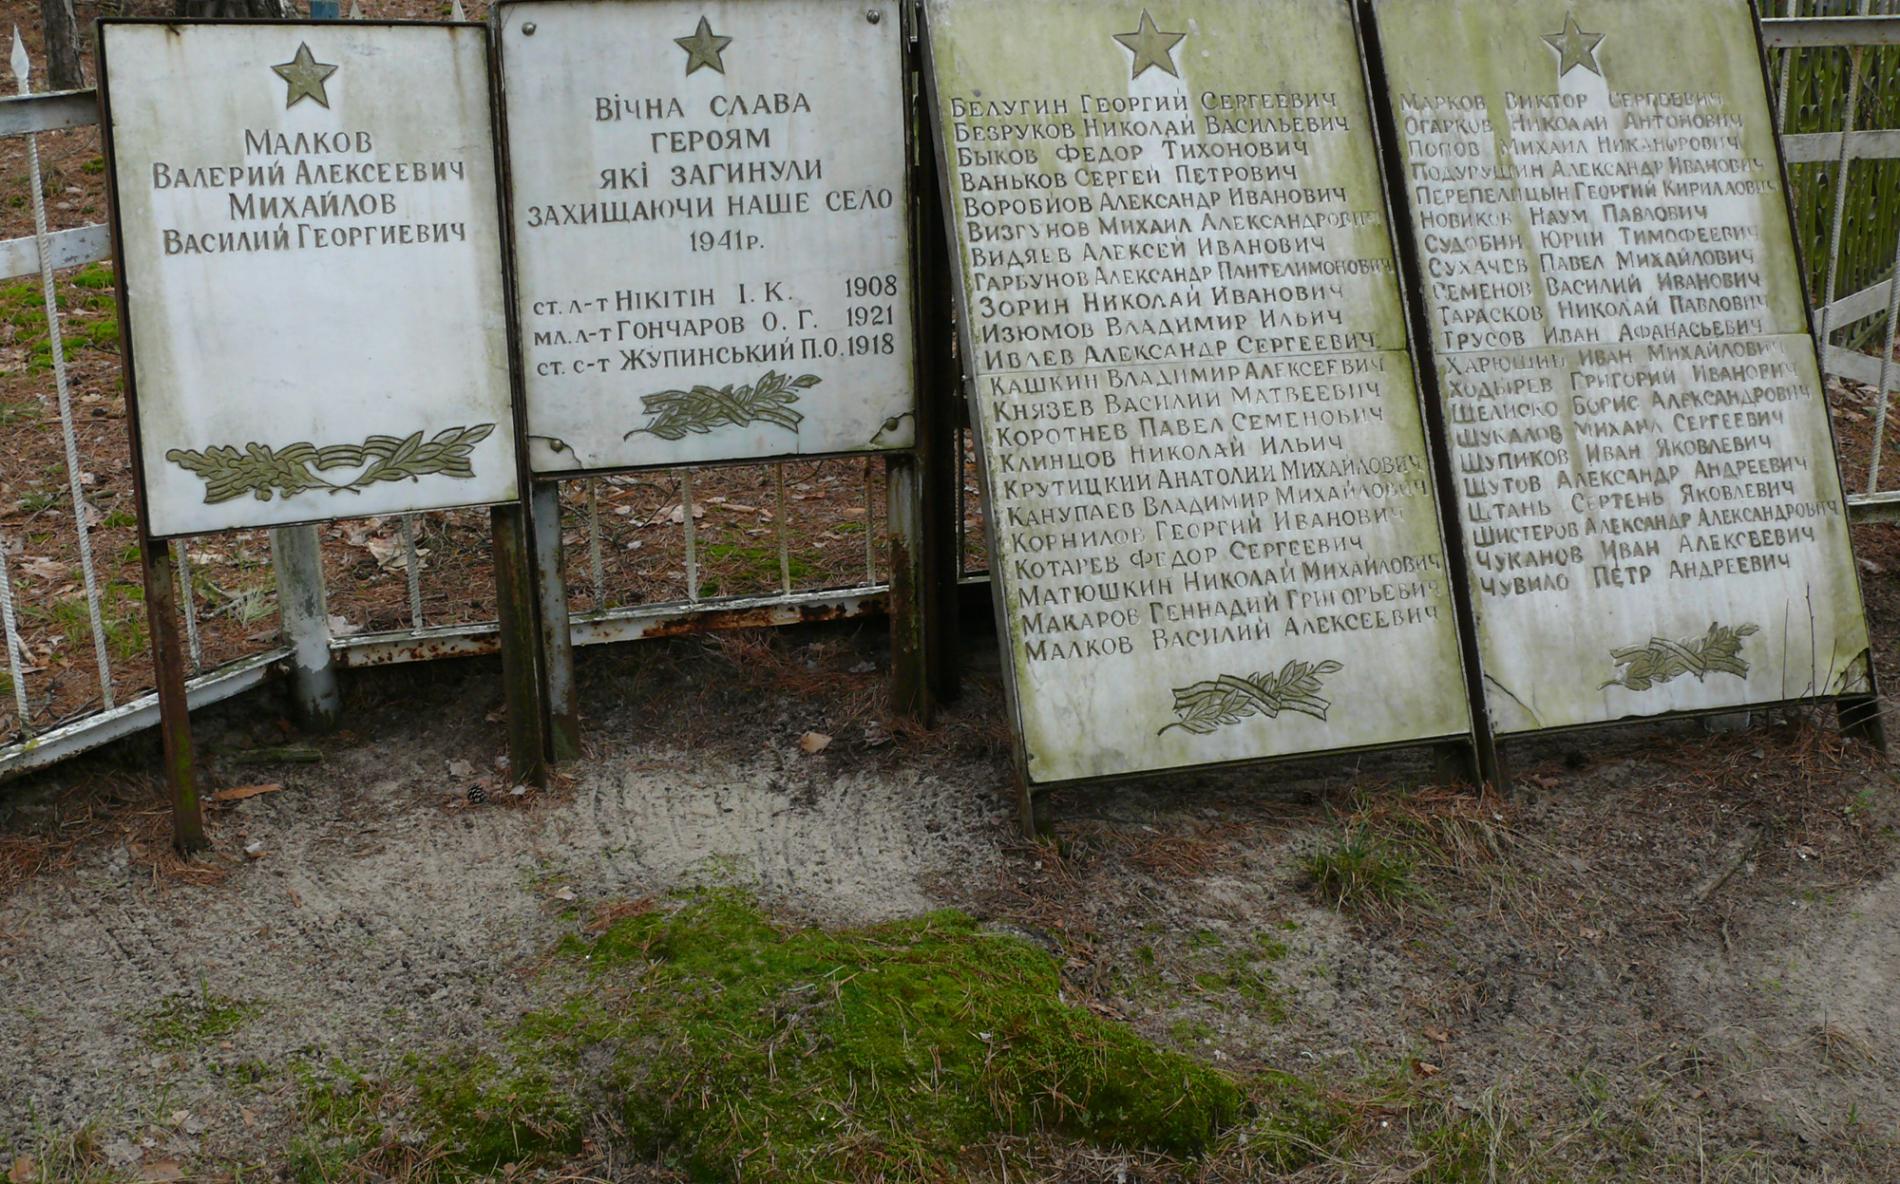 МАЛКОВ
ВАЛЕРИЙ АЛЕКСЕЕВИЧ
МИХАЙЛОВ
ВАСИЛИЙ ГЕОРГИЕВИЧ
ВІЧНА СЛАВА
ГЕРОЯМ
ЯКІ ЗАГИНУЛИ
ЗАХИЩАЮЧИ НАШЕ СЕЛО
1941 р.
СТ. Л-Т НІКІТІН І. К. 1908
МЛ. Л-Т ГОНЧАРОВ О. Г. 1921
СТ. С-Т ЖУПИНСЬКИЙ П.О. 1918
БЕЛУГИН ГЕОРГИЙ СЕРГЕЕВИЧ
БЕЗРУКОВ НИКОЛАЙ ВАСИЛЬЕВИЧ
БЫКОВ ФЕДОР ТИХОНОВИЧ
ВАНЬКОВ СЕРГЕЙ ПЕТРОВИЧ
ВОРОБИОВ АЛЕКСАНДР ИВАНОВИЧ
ВИЗГУНОВ МИХАИЛ АЛЕКСАНДРОВИЧ
ВИДЯЕВ АЛЕКСЕЙ ИВАНОВИЧ
ГАРБУНОВ АЛЕКСАНДР ПАНТЕЛИМОНОВИЧ
ЗОРИН НИКОЛАЙ ИВАНОВИЧ
ИЗЮМОВ ВЛАДИМИР ИЛЬИЧ
ИВЛЕВ АЛЕКСАНДР СЕРГЕЕВИЧ
КАШКИН ВЛАДИМИР АЛЕКСЕЕВИЧ
КНЯЗЕВ ВАСИЛИЙ МАТВЕЕВИЧ
КОРОТНЕВ ПАВЕЛ СЕМЕНОВИЧ
КЛИНЦОВ НИКОЛАЙ ИЛЬИЧ
КРУТИЦКИЙ АНАТОЛИЙ МИХАЙЛОВИЧ
КАНУПАЕВ ВЛАДИМИР МИХАЙЛОВИЧ
КОРНИЛОВ ГЕОРГИЙ ИВАНОВИЧ
КОТАРЕВ ФЕДОР СЕРГЕЕВИЧ
МАТЮШКИН НИКОЛАЙ МИХАЙЛОВИЧ
МАКАРОВ ГЕННАДИЙ ГРИГОРЬЕВИЧ
МАЛКОВ ВАСИЛИЙ АЛЕКСЕЕВИЧ
МАРКОВ ВИКТОР СЕРГЕЕВИЧ
ОГАРКОВ НИКОЛАЙ АНТОНОВИЧ
ПОПОВ МИХАИЛ НИКАНОРОВИЧ
ПОДУРУШИН АЛЕКСАНДР ИВАНОВИЧ
ПЕРЕПЕЛИЦЫН ГЕОРГИЙ КИРИЛЛОВИЧ
НОВИКОВ НАУМ ПАВЛОВИЧ
СУДОБИН ЮРИЙ ТИМОФЕЕВИЧ
СУХАЧЕВ ПАВЕЛ МИХАЙЛОВИЧ
СЕМЕНОВ ВАСИЛИЙ ИВАНОВИЧ
ТАРАСКОВ НИКОЛАЙ ПАВЛОВИЧ
ТРУСОВ ИВАН АФАНАСЬЕВИЧ
ХАРЮШИН ИВАН МИХАЙЛОВИЧ
ХОДЫРЕВ ГРИГОРИЙ ИВАНОВИЧ
ШЕЛИСКО БОРИС АЛЕКСАНДРОВИЧ
ШУКАЛОВ МИХАИЛ СЕРГЕЕВИЧ
ШУПИКОВ ИВАН ЯКОВЛЕВИЧ
ШУТОВ АЛЕКСАНДР АНДРЕЕВИЧ
ШТАНЬ СЕРГЕНЬ ЯКОВЛЕВИЧ
ШИСТЕРОВ АЛЕКСАНДР АЛЕКСАНДРОВИЧ
ЧУКАНОВ ИВАН АЛЕКСЕЕВИЧ
ЧУВИЛО ПЕТР АНДРЕЕВИЧ